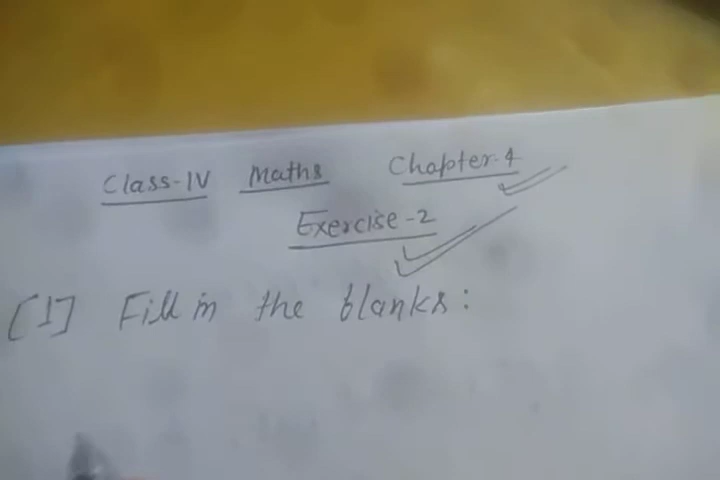 Class-IV Maths Chapter-4
Exercise-2
[1] Fill in the blanks: